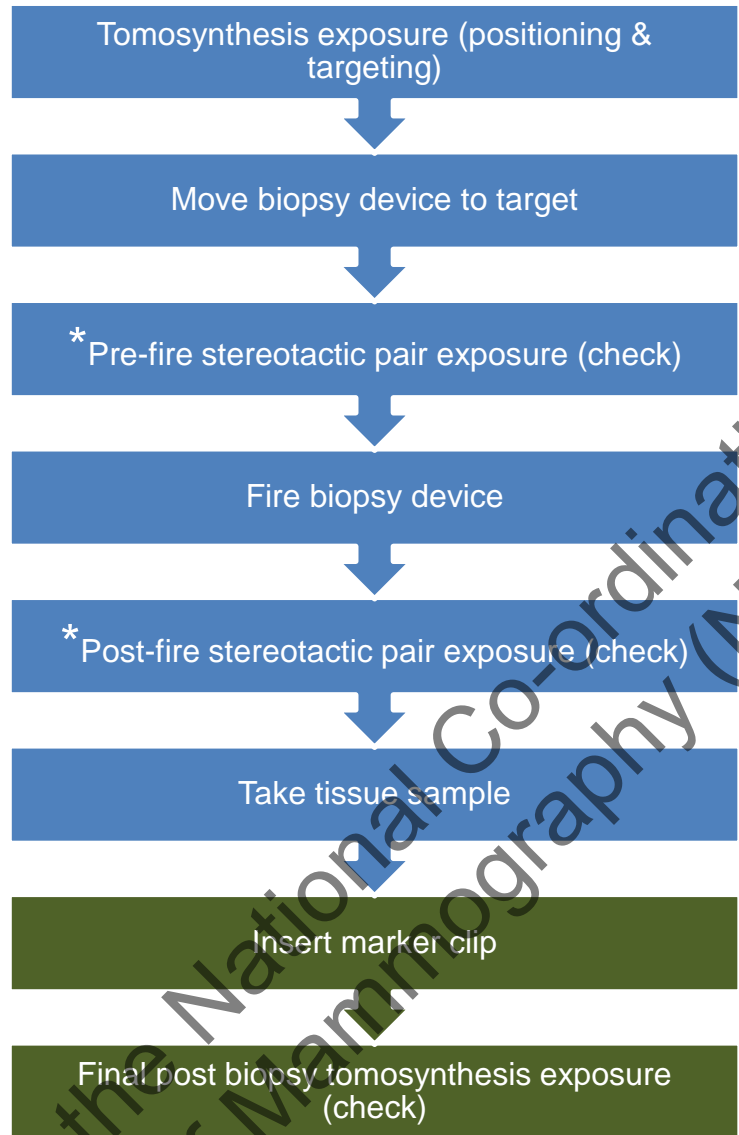 Tomosynthesis exposure (positioning &
targeting)
Move biopsy device to target
*Pre-fire stereotactic pair exposure (check)
Fire biopsy device
*Post-fire stereotactic pair exposure (check)
Take tissue sample
Insert marker clip
Final post biopsy tomosynthesis exposure
(check)
the National
Mammography